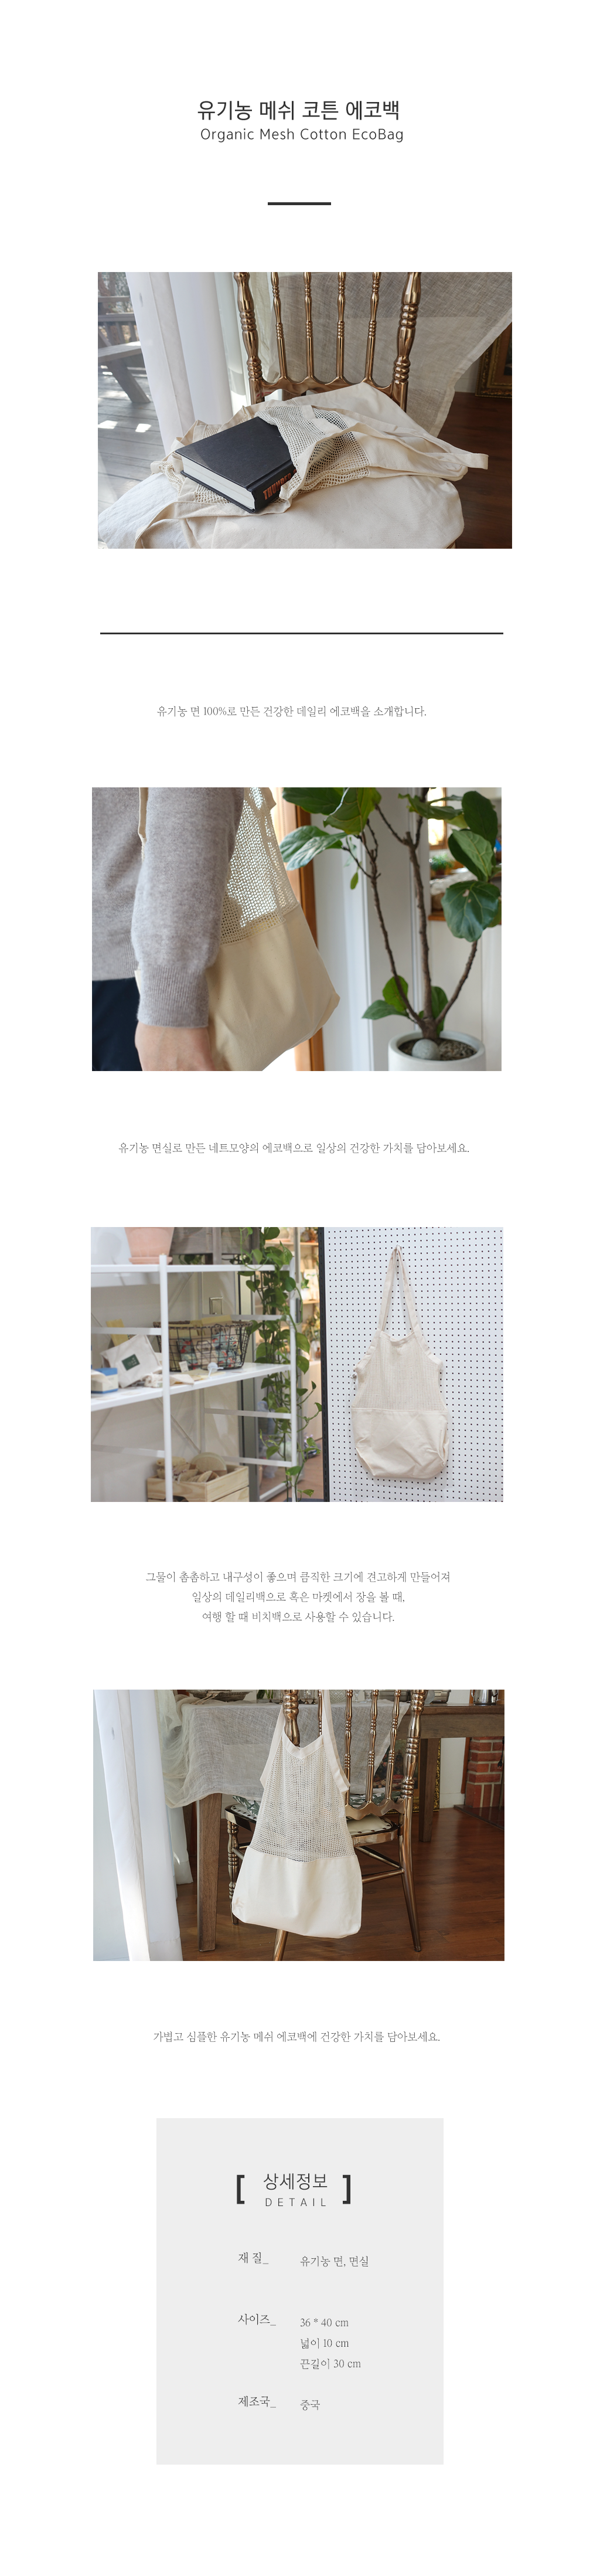 유기농 메쉬 코튼 에코백
Organic Mesh Cotton EcoBag
유기농 면 100%로 만든 건강한 데일리 에코백을 소개합니다.
유기농 면실로 만든 네트모양의 에코백으로 일상의 건강한 가치를 담아보세요.
그물이 촘촘하고 내구성이 좋으며 큼직한 크기에 견고하게 만들어져
일상의 데일리백으로 혹은 마켓에서 장을 볼 때,
여행 할 때 비치백으로 사용할 수 있습니다.
가볍고 심플한 유기농 메쉬 에코백에 건강한 가치를 담아보세요.
[ 상세정보 ]
DETAIL
재 질_ 유기농 면, 면실
사이즈_ 36 * 40 cm
넓이 10 cm
끈길이 30 cm
제조국_ 중국